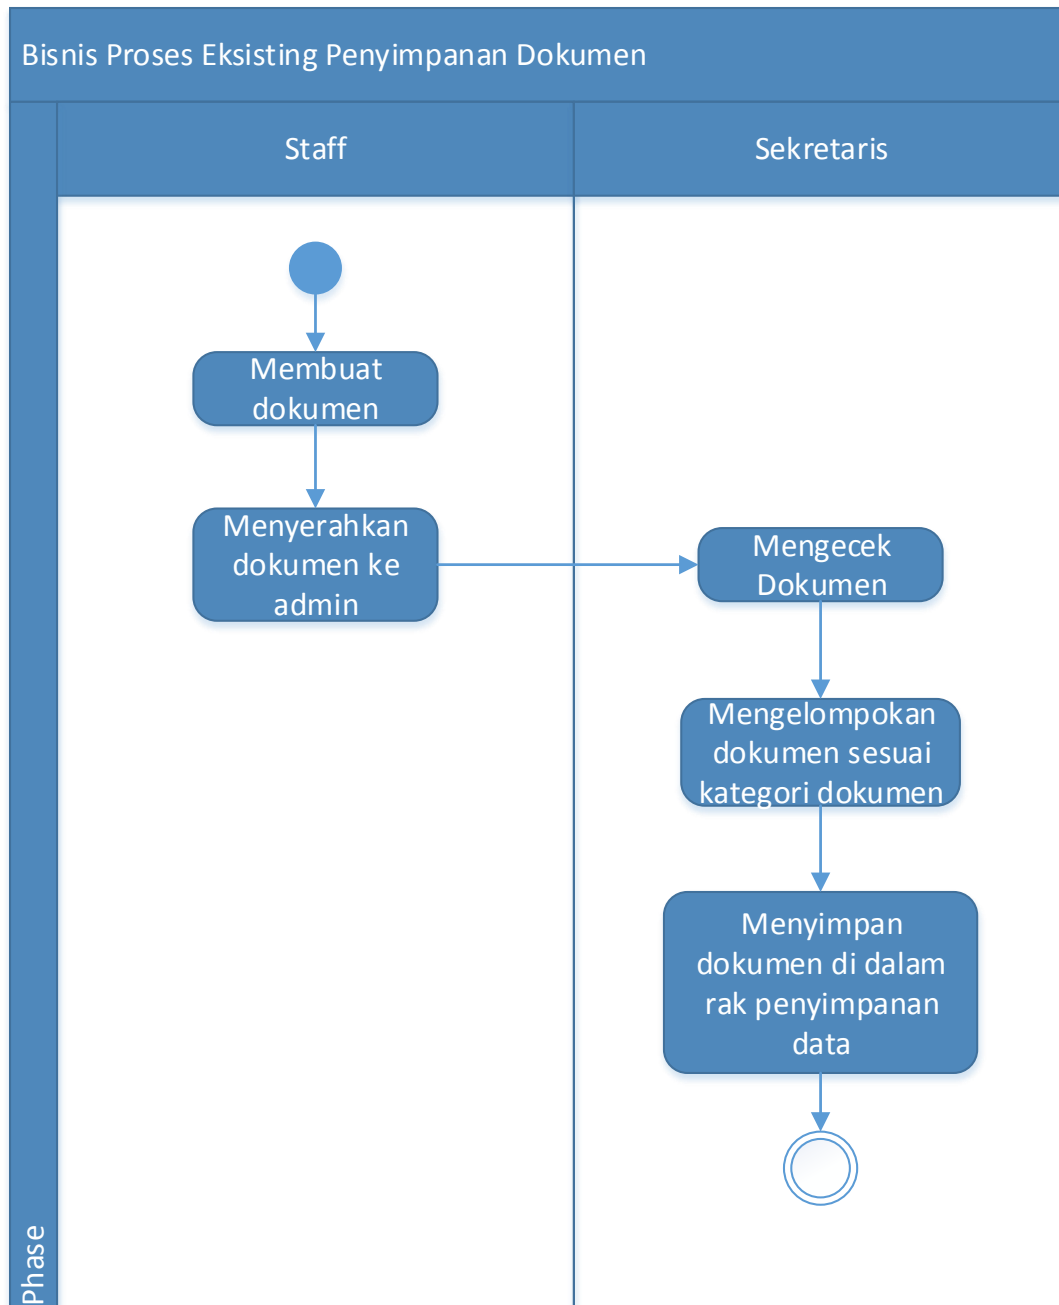 Bisnis Proses Eksisting Penyimpanan Dokumen
Staff
Sekretaris
Membuat
dokumen
Menyerahkan
dokumen ke
admin
Mengecek
Dokumen
Mengelompokan
dokumen sesuai
kategori dokumen
Menyimpan
dokumen di dalam
rak penyimpanan
data
Phase